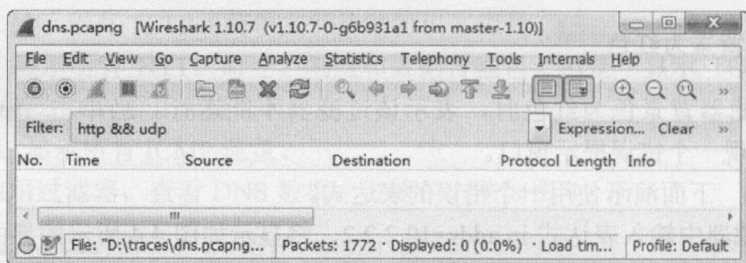 dns.pcapng [Wireshark 1.10.7 (v1.10.7-0-g6b931a1 from master-1.10)]
File Edit View Go Capture Analyze Statistics Telephony Tools Internals Help
Filter: http && udp Expression... Clear »
No. Time Source Destination Protocol Length Info
File: "D:\traces\dns.pcapng... Packets: 1772 · Displayed: 0 (0.0%) · Load tim... Profile: Default